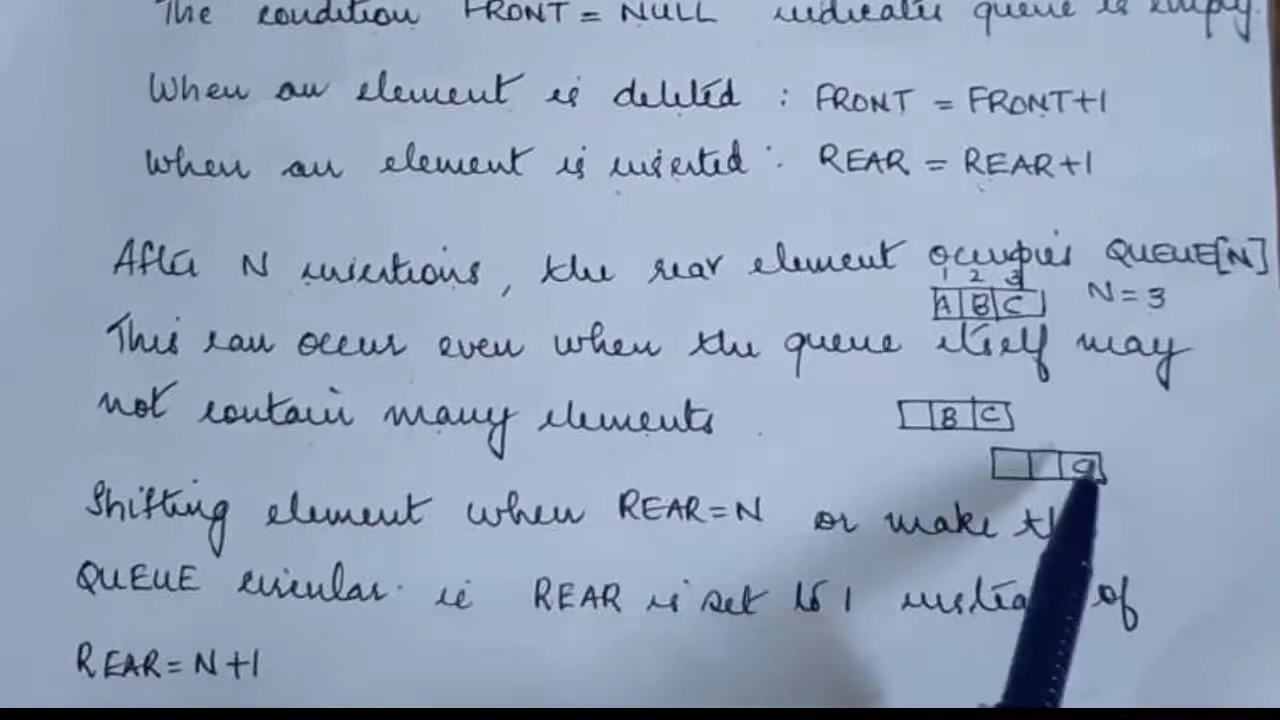 The condition FRONT = NULL indicates queue is empty.
When an element is deleted : FRONT = FRONT+1
When an element is inserted : REAR = REAR+1
After N insertions, the rear element occupies QUEUE[N]
1 2 3
A B C N = 3
This can occur even when the queue itself may
not contain many elements
B C
C
Shifting element when REAR=N or make
QUEUE circular. ie REAR is set to 1 instead of
REAR = N+1